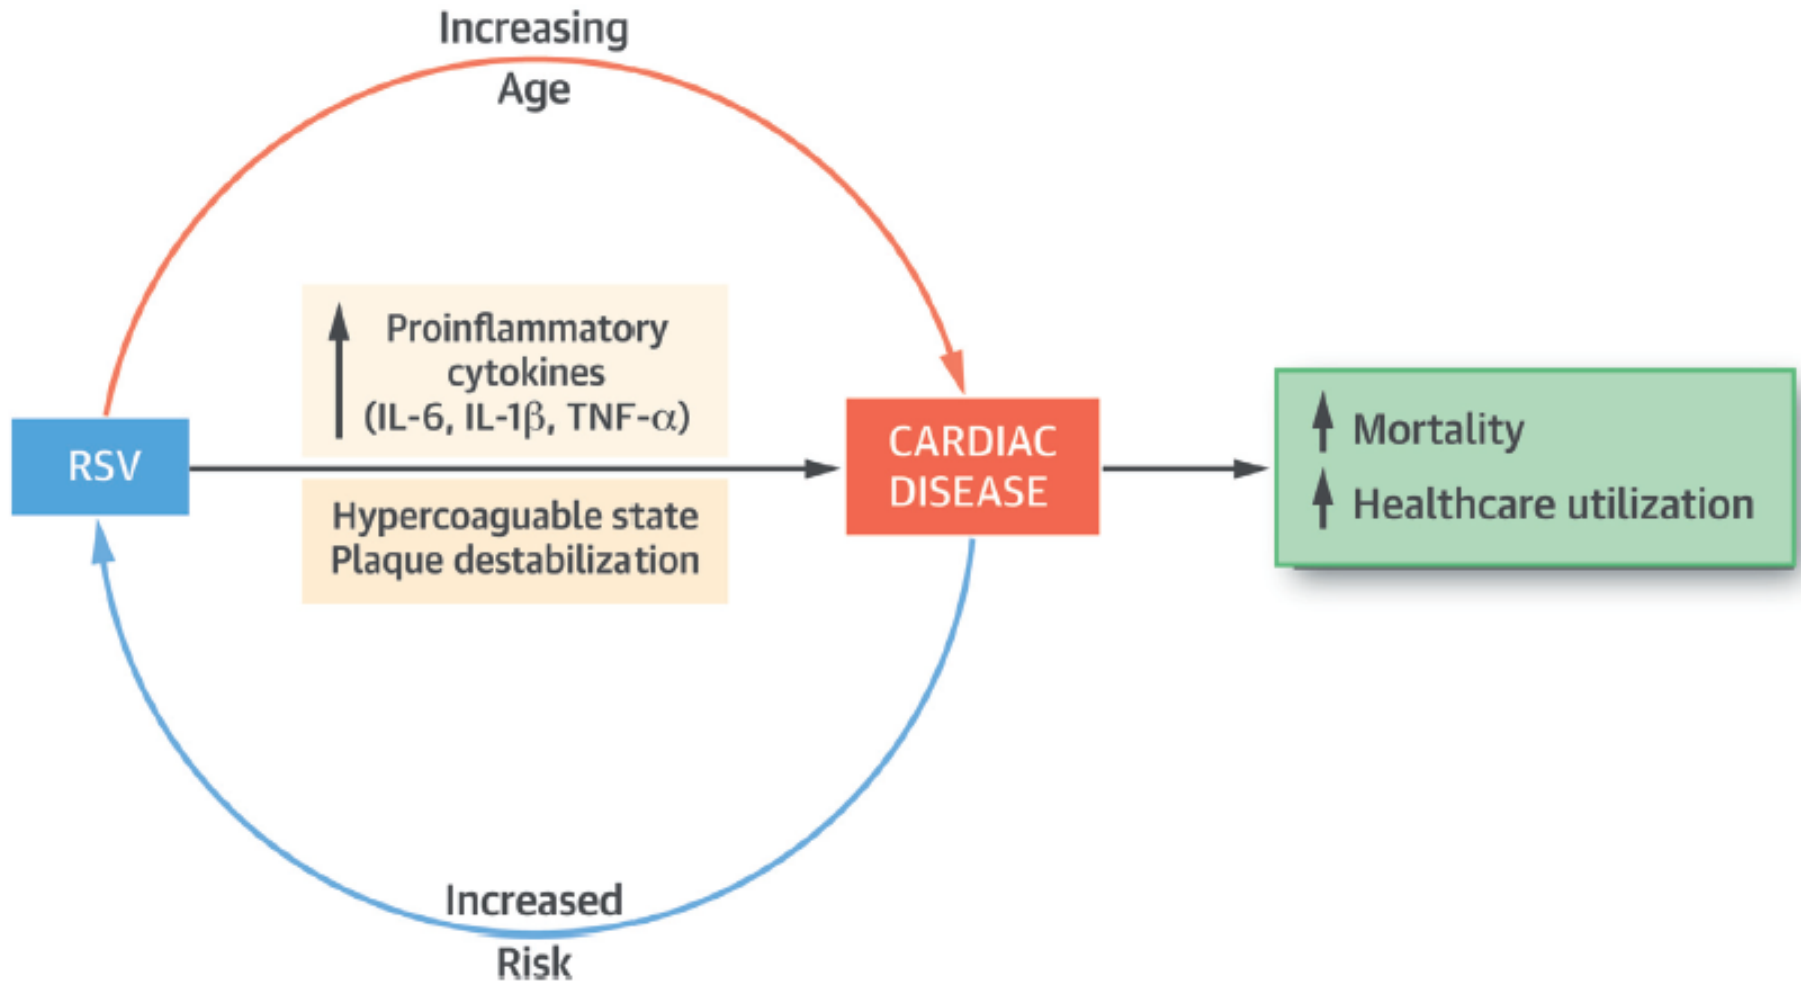 Increasing
Age
Proinflammatory
cytokines
(IL-6, IL-1β, TNF-α)
RSV
Hypercoaguable state
Plaque destabilization
CARDIAC
DISEASE
Mortality
Healthcare utilization
Increased
Risk